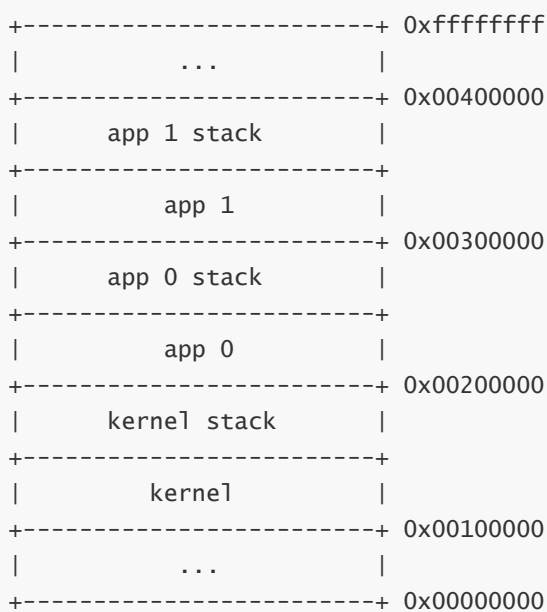 +------------------------+ 0xffffffff
|           ...          |
+------------------------+ 0x00400000
|      app 1 stack       |
+------------------------+
|          app 1         |
+------------------------+ 0x00300000
|      app 0 stack       |
+------------------------+
|          app 0         |
+------------------------+ 0x00200000
|      kernel stack      |
+------------------------+
|         kernel         |
+------------------------+ 0x00100000
|           ...          |
+------------------------+ 0x00000000